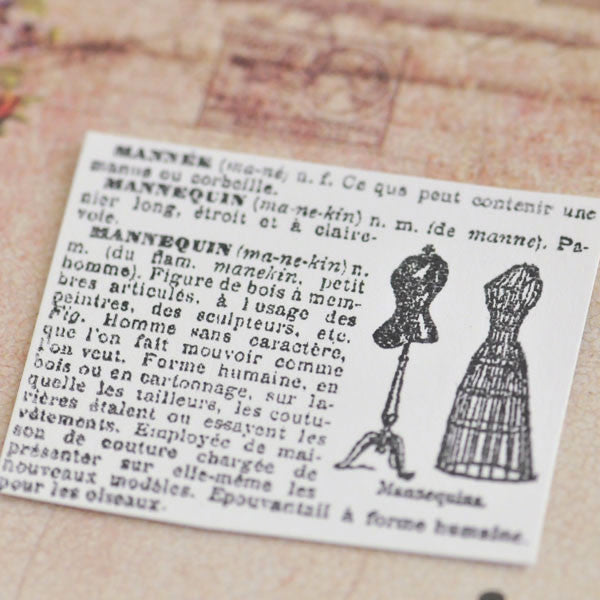 MANNÉE (ma-né) n. f. Ce que peut contenir une
manne ou corbeille.
MANNEQUIN (ma-ne-kin) n. m. (de manne). Pa-
nier long, étroit et à claire-
voie.
MANNEQUIN (ma-ne-kin) n.
m. (du flam. manekin, petit
homme). Figure de bois à mem-
bres articulés, à l'usage des
peintres, des sculpteurs, etc.
Fig. Homme sans caractère,
que l'on fait mouvoir comme
l'on veut. Forme humaine, en
bois ou en cartonnage, sur la-
quelle les tailleurs, les coutu-
rières étalent ou essayent les
vêtements. Employée de mai-
son de couture chargée de
présenter sur elle-même les
nouveaux modèles. Epouvantail à forme humaine,
pour les oiseaux.
Mannequins.